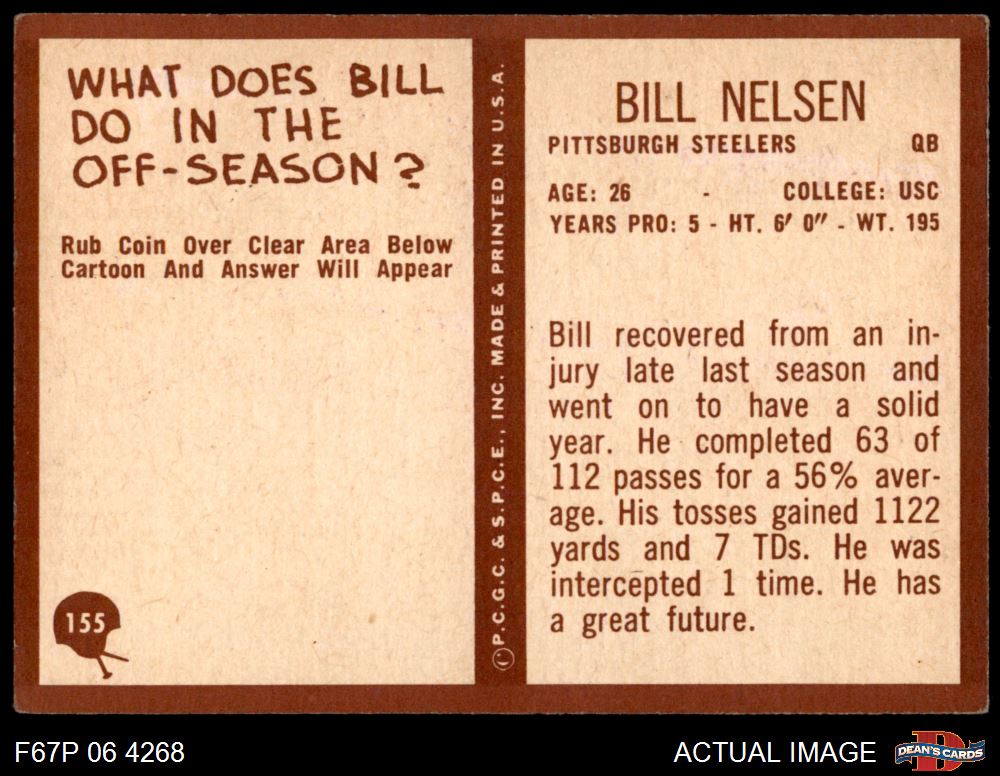 WHAT DOES BILL
DO IN THE
OFF-SEASON?
Rub Coin Over Clear Area Below
Cartoon And Answer Will Appear
155
©P.C.G.C. & S.P.C.E., INC. MADE & PRINTED IN U.S.A.
BILL NELSEN
PITTSBURGH STEELERS QB
AGE: 26 - COLLEGE: USC
YEARS PRO: 5 - HT. 6' 0" - WT. 195
Bill recovered from an in-
jury late last season and
went on to have a solid
year. He completed 63 of
112 passes for a 56% aver-
age. His tosses gained 1122
yards and 7 TDs. He was
intercepted 1 time. He has
a great future.
F67P 06 4268
ACTUAL IMAGE
D
DEAN'S CARDS